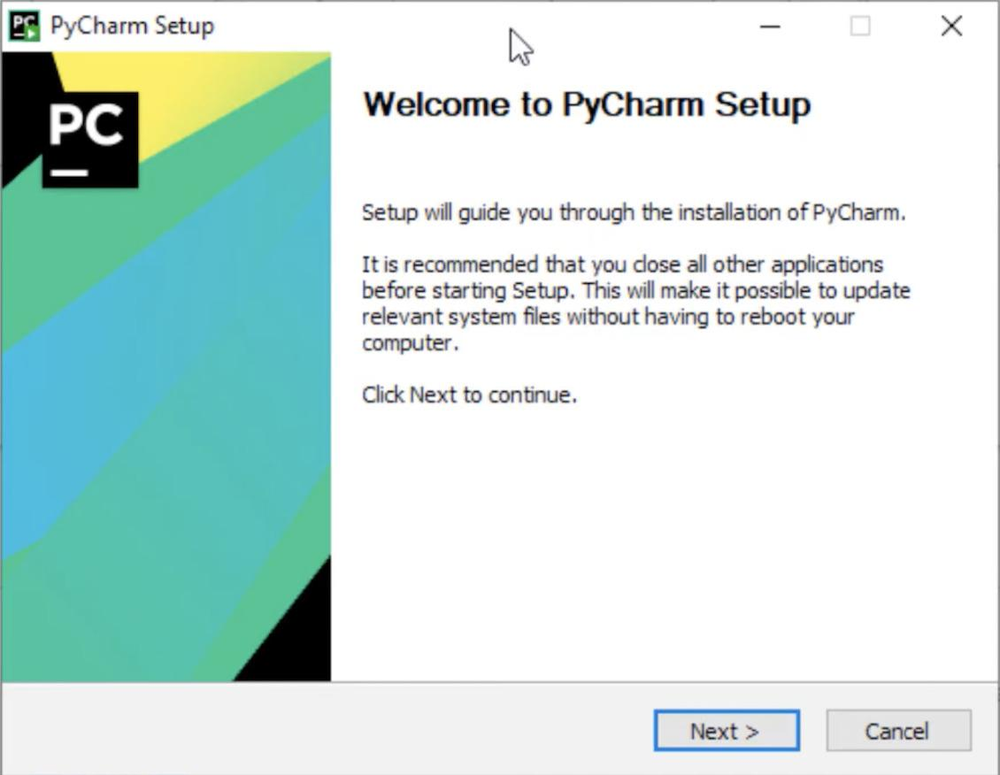 PyCharm Setup
PC
Welcome to PyCharm Setup
Setup will guide you through the installation of PyCharm.
It is recommended that you close all other applications
before starting Setup. This will make it possible to update
relevant system files without having to reboot your
computer.
Click Next to continue.
Next >
Cancel